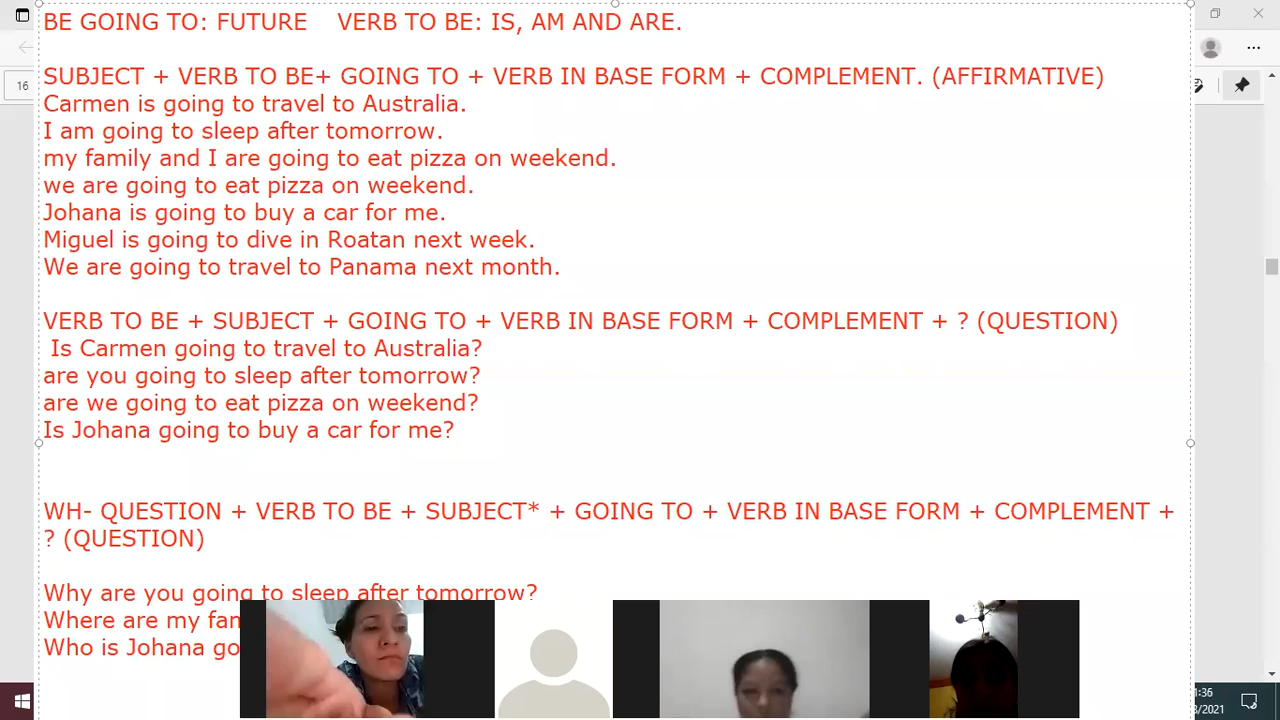 BE GOING TO: FUTURE VERB TO BE: IS, AM AND ARE.
16
SUBJECT + VERB TO BE+ GOING TO + VERB IN BASE FORM + COMPLEMENT. (AFFIRMATIVE)
Carmen is going to travel to Australia.
I am going to sleep after tomorrow.
my family and I are going to eat pizza on weekend.
we are going to eat pizza on weekend.
Johana is going to buy a car for me.
Miguel is going to dive in Roatan next week.
We are going to travel to Panama next month.
VERB TO BE + SUBJECT + GOING TO + VERB IN BASE FORM + COMPLEMENT + ? (QUESTION)
Is Carmen going to travel to Australia?
are you going to sleep after tomorrow?
are we going to eat pizza on weekend?
Is Johana going to buy a car for me?
WH- QUESTION + VERB TO BE + SUBJECT* + GOING TO + VERB IN BASE FORM + COMPLEMENT +
? (QUESTION)
Why are you going to sleep after tomorrow?
Where are my
Who is Johana